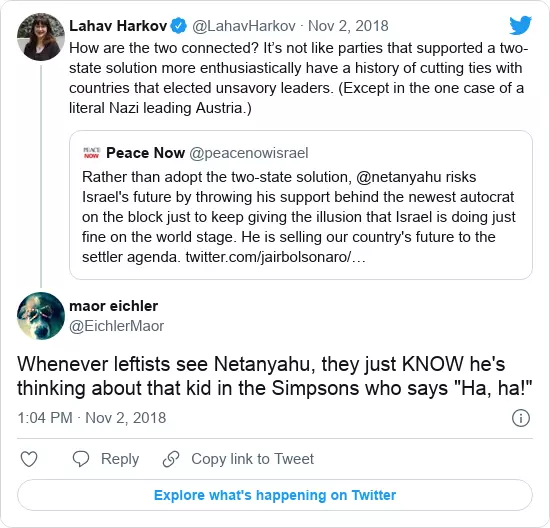 Lahav Harkov @LahavHarkov · Nov 2, 2018
How are the two connected? It's not like parties that supported a two-
state solution more enthusiastically have a history of cutting ties with
countries that elected unsavory leaders. (Except in the one case of a
literal Nazi leading Austria.)
PEACE NOW Peace Now @peacenowisrael
Rather than adopt the two-state solution, @netanyahu risks
Israel's future by throwing his support behind the newest autocrat
on the block just to keep giving the illusion that Israel is doing just
fine on the world stage. He is selling our country's future to the
settler agenda. twitter.com/jairbolsonaro/…
maor eichler
@EichlerMaor
Whenever leftists see Netanyahu, they just KNOW he's
thinking about that kid in the Simpsons who says "Ha, ha!"
1:04 PM · Nov 2, 2018
Reply Copy link to Tweet
Explore what's happening on Twitter